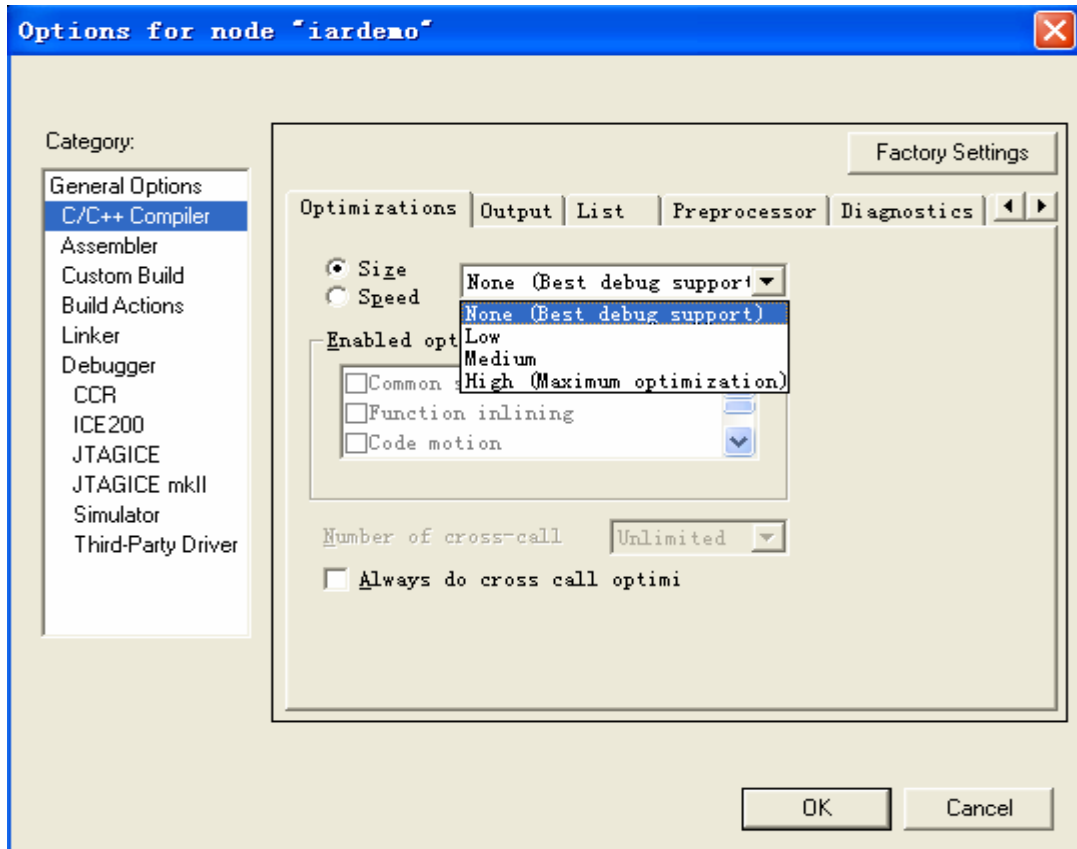 Options for node "iardemo"
Category:
Factory Settings
General Options
C/C++ Compiler
Assembler
Custom Build
Build Actions
Linker
Debugger
CCR
ICE200
JTAGICE
JTAGICE mkII
Simulator
Third-Party Driver
Optimizations Output List Preprocessor Diagnostics
Size
Speed
None (Best debug support
None (Best debug support)
Low
Medium
High (Maximum optimization)
Enabled opt
Common s
Function inlining
Code motion
Number of cross-call Unlimited
Always do cross call optimi
OK Cancel